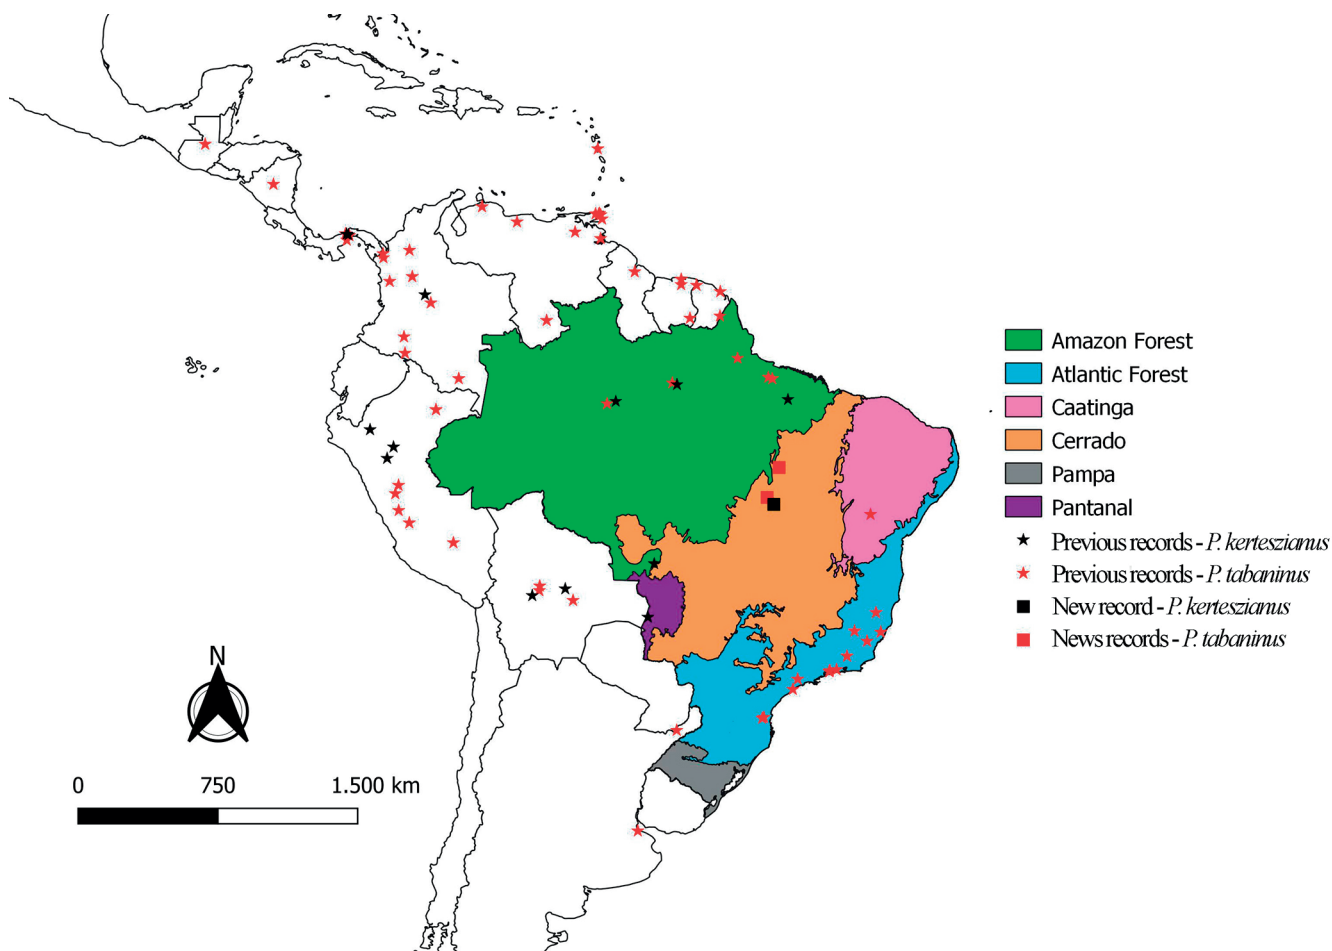 Amazon Forest
Atlantic Forest
Caatinga
Cerrado
Pampa
Pantanal
Previous records - P. kerteszianus
Previous records - P. tabaninus
New record - P. kerteszianus
News records - P. tabaninus
N
0 750 1.500 km